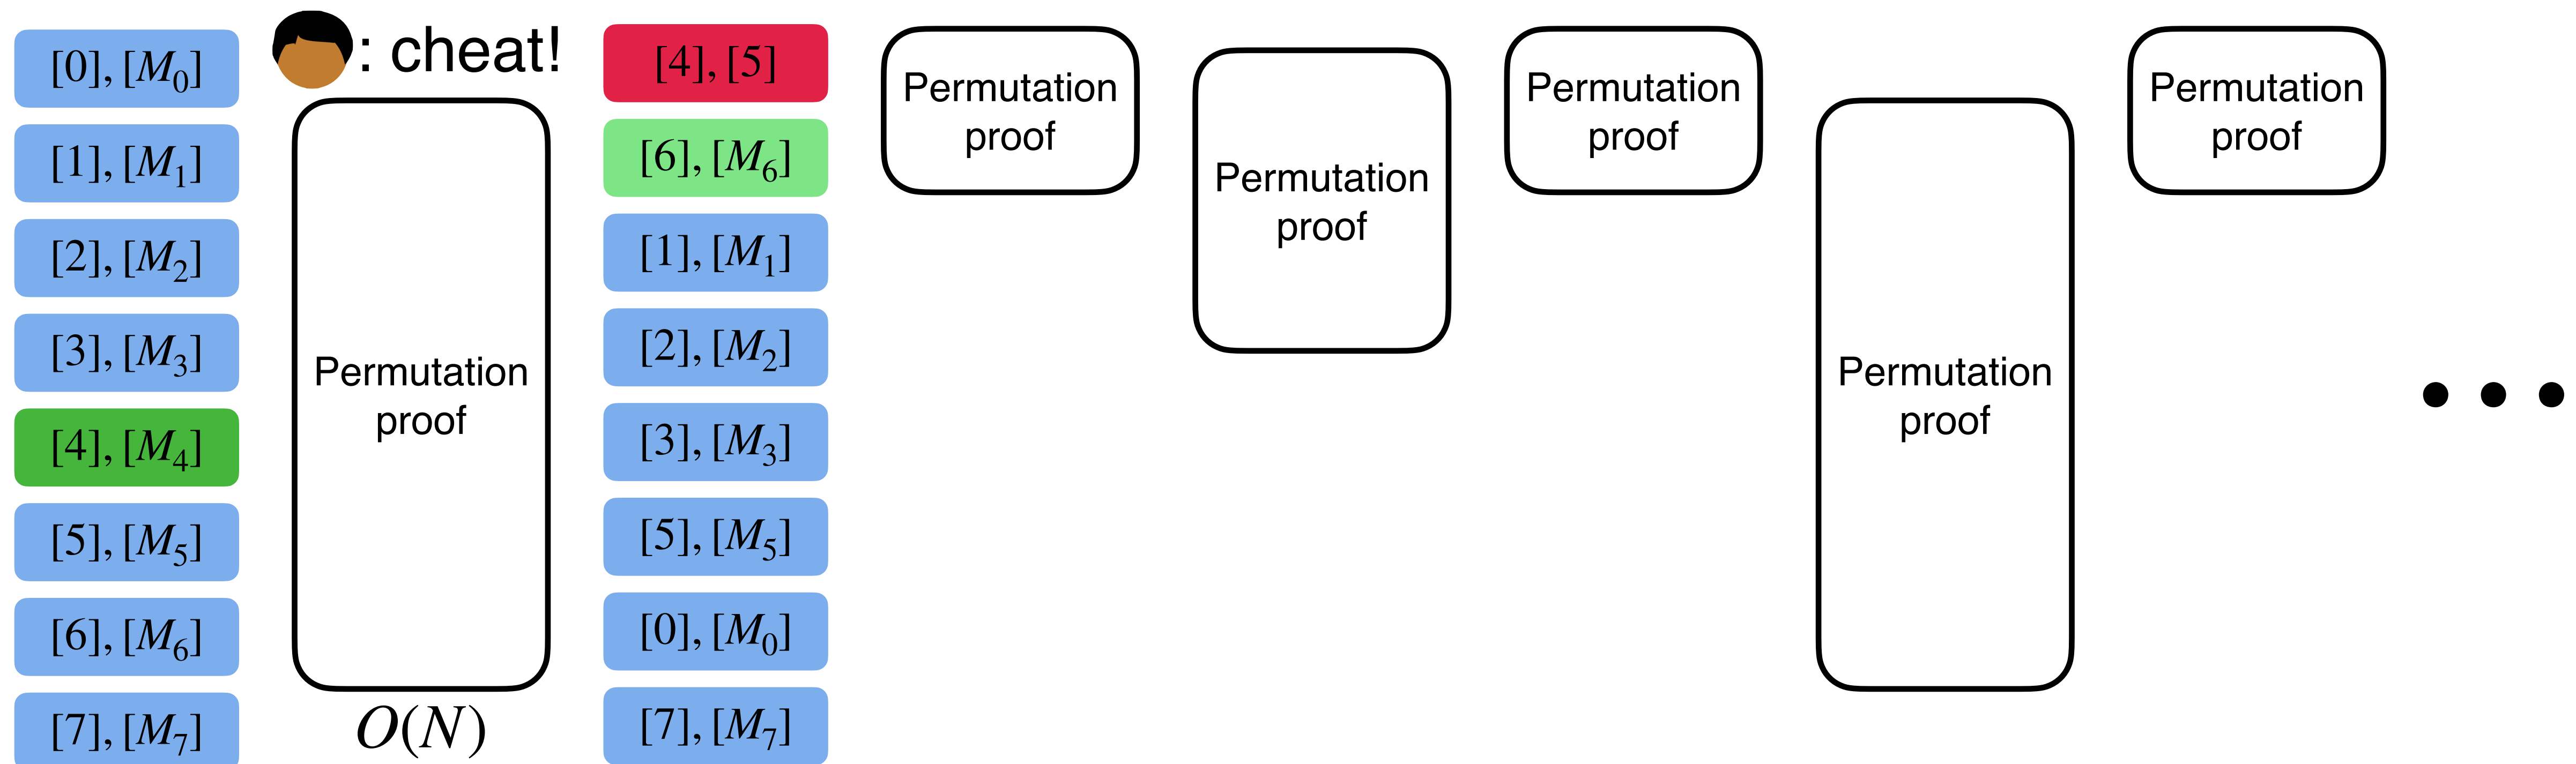 [0], [M₀]
[1], [M₁]
[2], [M₂]
[3], [M₃]
[4], [M₄]
[5], [M₅]
[6], [M₆]
[7], [M₇]
: cheat!
Permutation
proof
O(N)
[4], [5]
[6], [M₆]
[1], [M₁]
[2], [M₂]
[3], [M₃]
[5], [M₅]
[0], [M₀]
[7], [M₇]
Permutation
proof
Permutation
proof
Permutation
proof
Permutation
proof
Permutation
proof